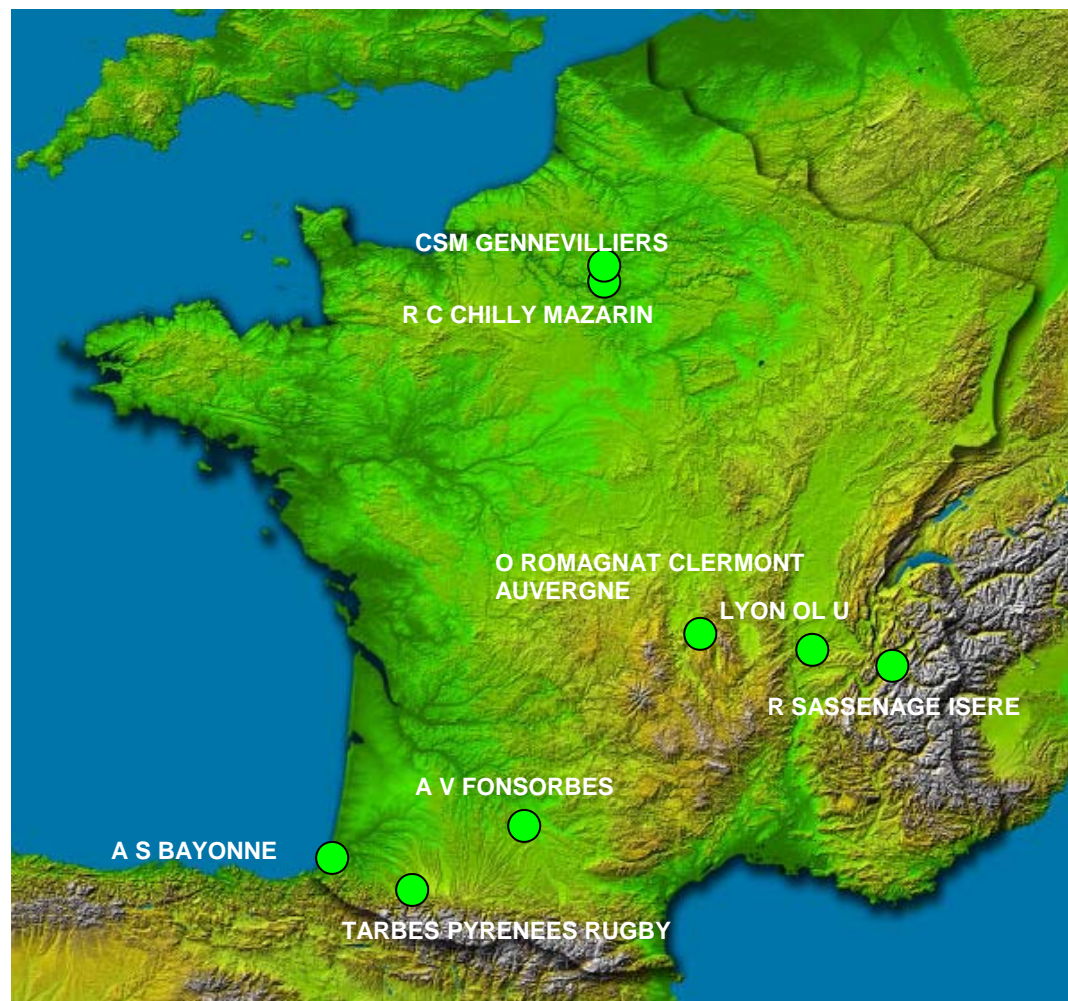 CSM GENNEVILLIERS
R C CHILLY MAZARIN
O ROMAGNAT CLERMONT
AUVERGNE
LYON OL U
R SASSENAGE ISERE
A V FONSORBES
A S BAYONNE
TARBES PYRENEES RUGBY